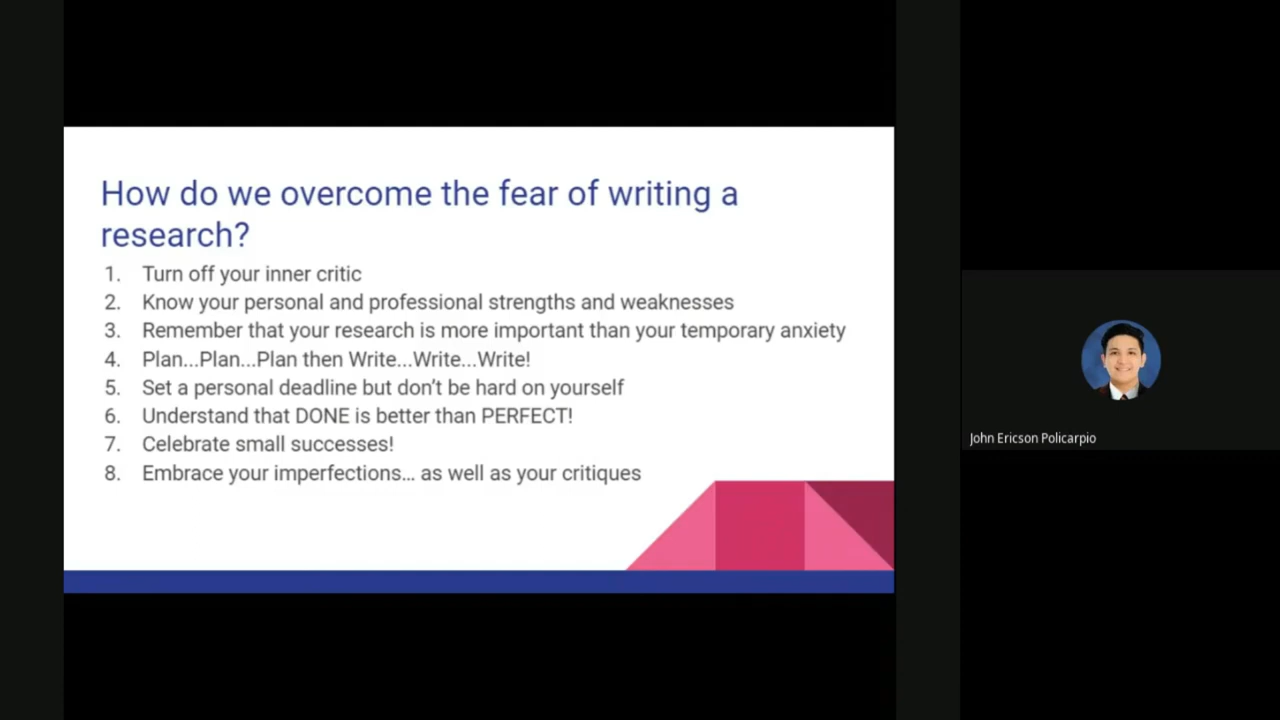 How do we overcome the fear of writing a
research?
1. Turn off your inner critic
2. Know your personal and professional strengths and weaknesses
3. Remember that your research is more important than your temporary anxiety
4. Plan...Plan...Plan then Write...Write...Write!
5. Set a personal deadline but don’t be hard on yourself
6. Understand that DONE is better than PERFECT!
7. Celebrate small successes!
8. Embrace your imperfections... as well as your critiques
John Ericson Policarpio